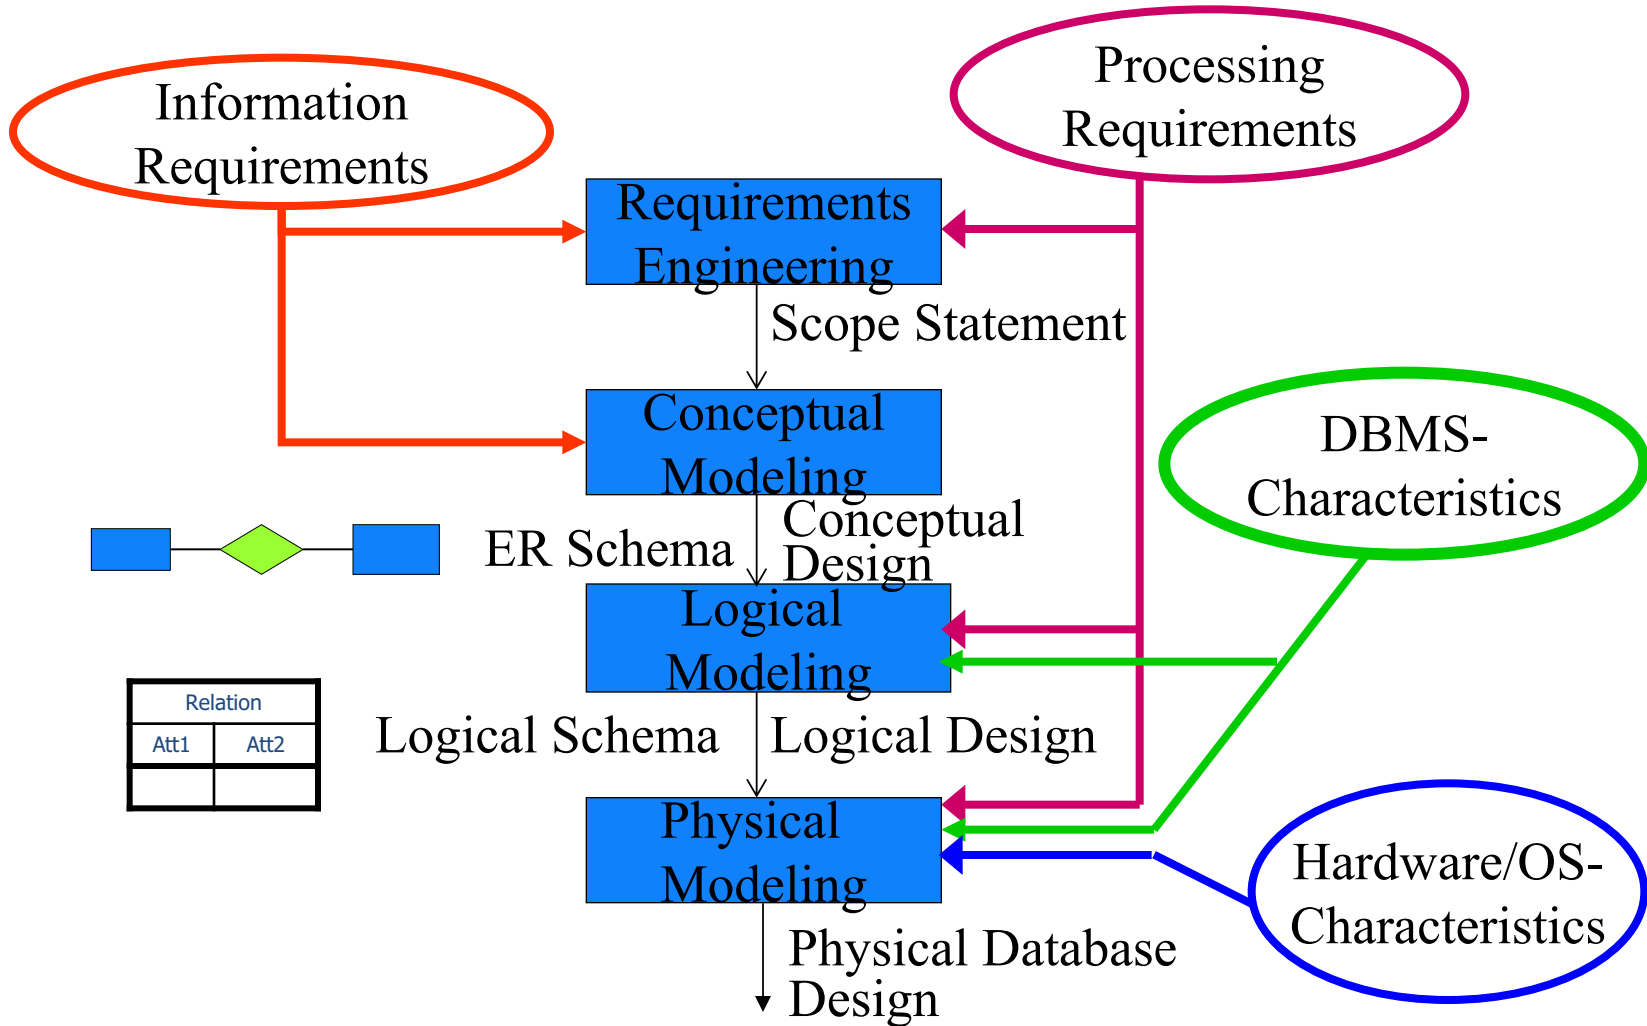 Information
Requirements
Processing
Requirements
Requirements
Engineering
Scope Statement
Conceptual
Modeling
DBMS-
Characteristics
ER Schema
Conceptual
Design
Logical
Modeling
Relation
Att1 Att2
Logical Schema
Logical Design
Physical
Modeling
Hardware/OS-
Characteristics
Physical Database
Design